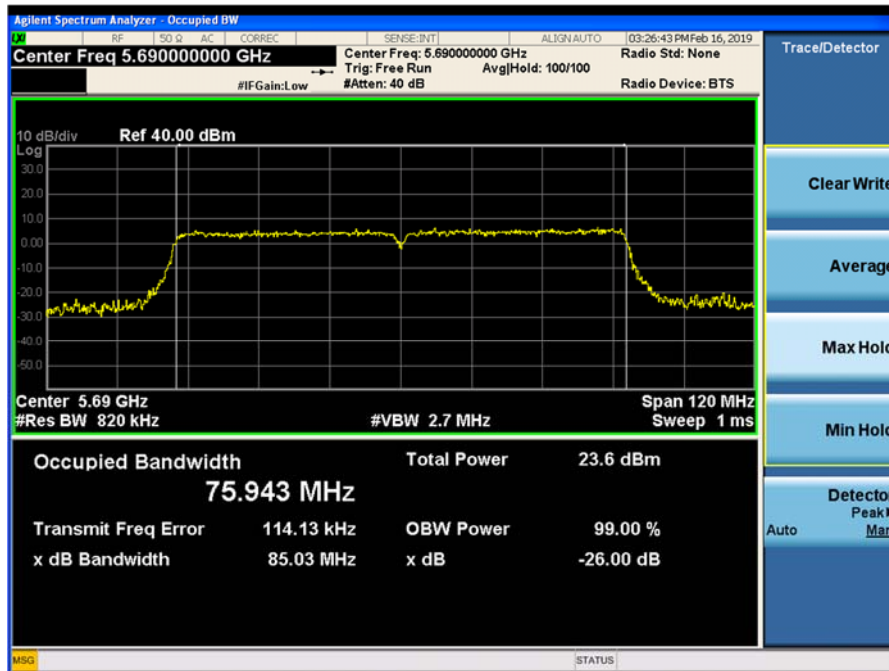 Agilent Spectrum Analyzer - Occupied BW
LXI RF 50 Ω AC CORREC SENSE:INT ALIGN AUTO 03:26:43 PM Feb 16, 2019
Center Freq 5.690000000 GHz
Center Freq: 5.690000000 GHz Radio Std: None
Trig: Free Run Avg|Hold: 100/100
#IFGain:Low #Atten: 40 dB Radio Device: BTS
Trace/Detector
10 dB/div Ref 40.00 dBm
Log
30.0
20.0
10.0
0.00
-10.0
-20.0
-30.0
-40.0
-50.0
Center 5.69 GHz Span 120 MHz
#Res BW 820 kHz #VBW 2.7 MHz Sweep 1 ms
Occupied Bandwidth Total Power 23.6 dBm
75.943 MHz
Transmit Freq Error 114.13 kHz OBW Power 99.00 %
x dB Bandwidth 85.03 MHz x dB -26.00 dB
Clear Write
Average
Max Hold
Min Hold
Detector
Peak
Auto Man
MSG STATUS